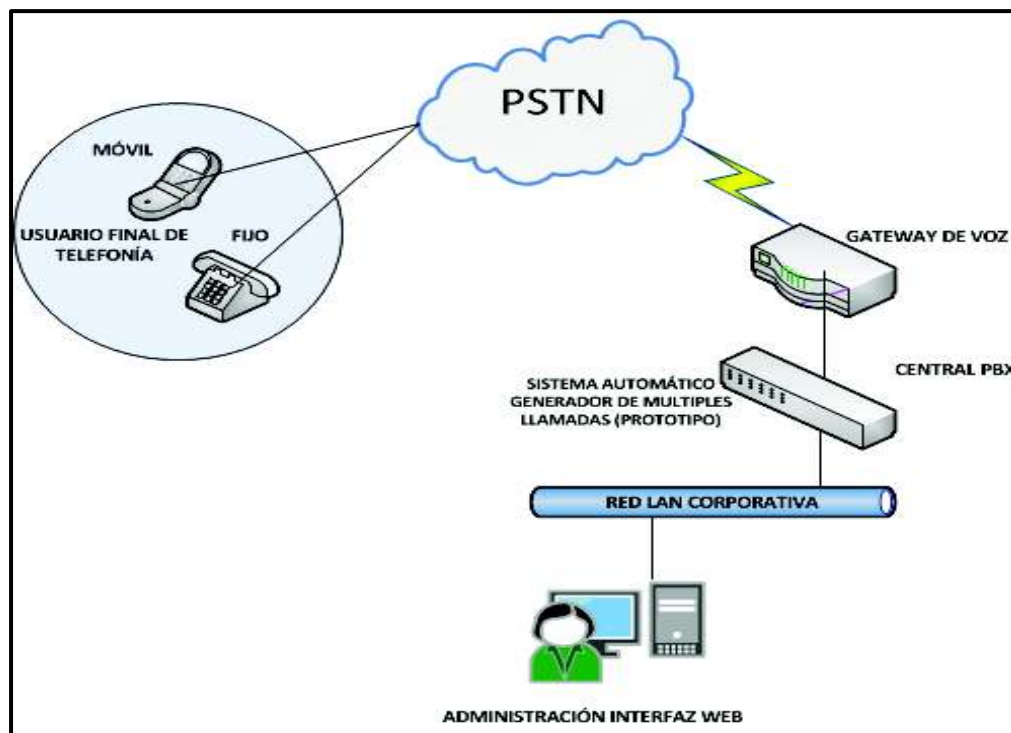 PSTN
MÓVIL
USUARIO FINAL DE
TELEFONÍA
FIJO
GATEWAY DE VOZ
CENTRAL PBX
SISTEMA AUTOMÁTICO
GENERADOR DE MULTIPLES
LLAMADAS (PROTOTIPO)
RED LAN CORPORATIVA
ADMINISTRACIÓN INTERFAZ WEB